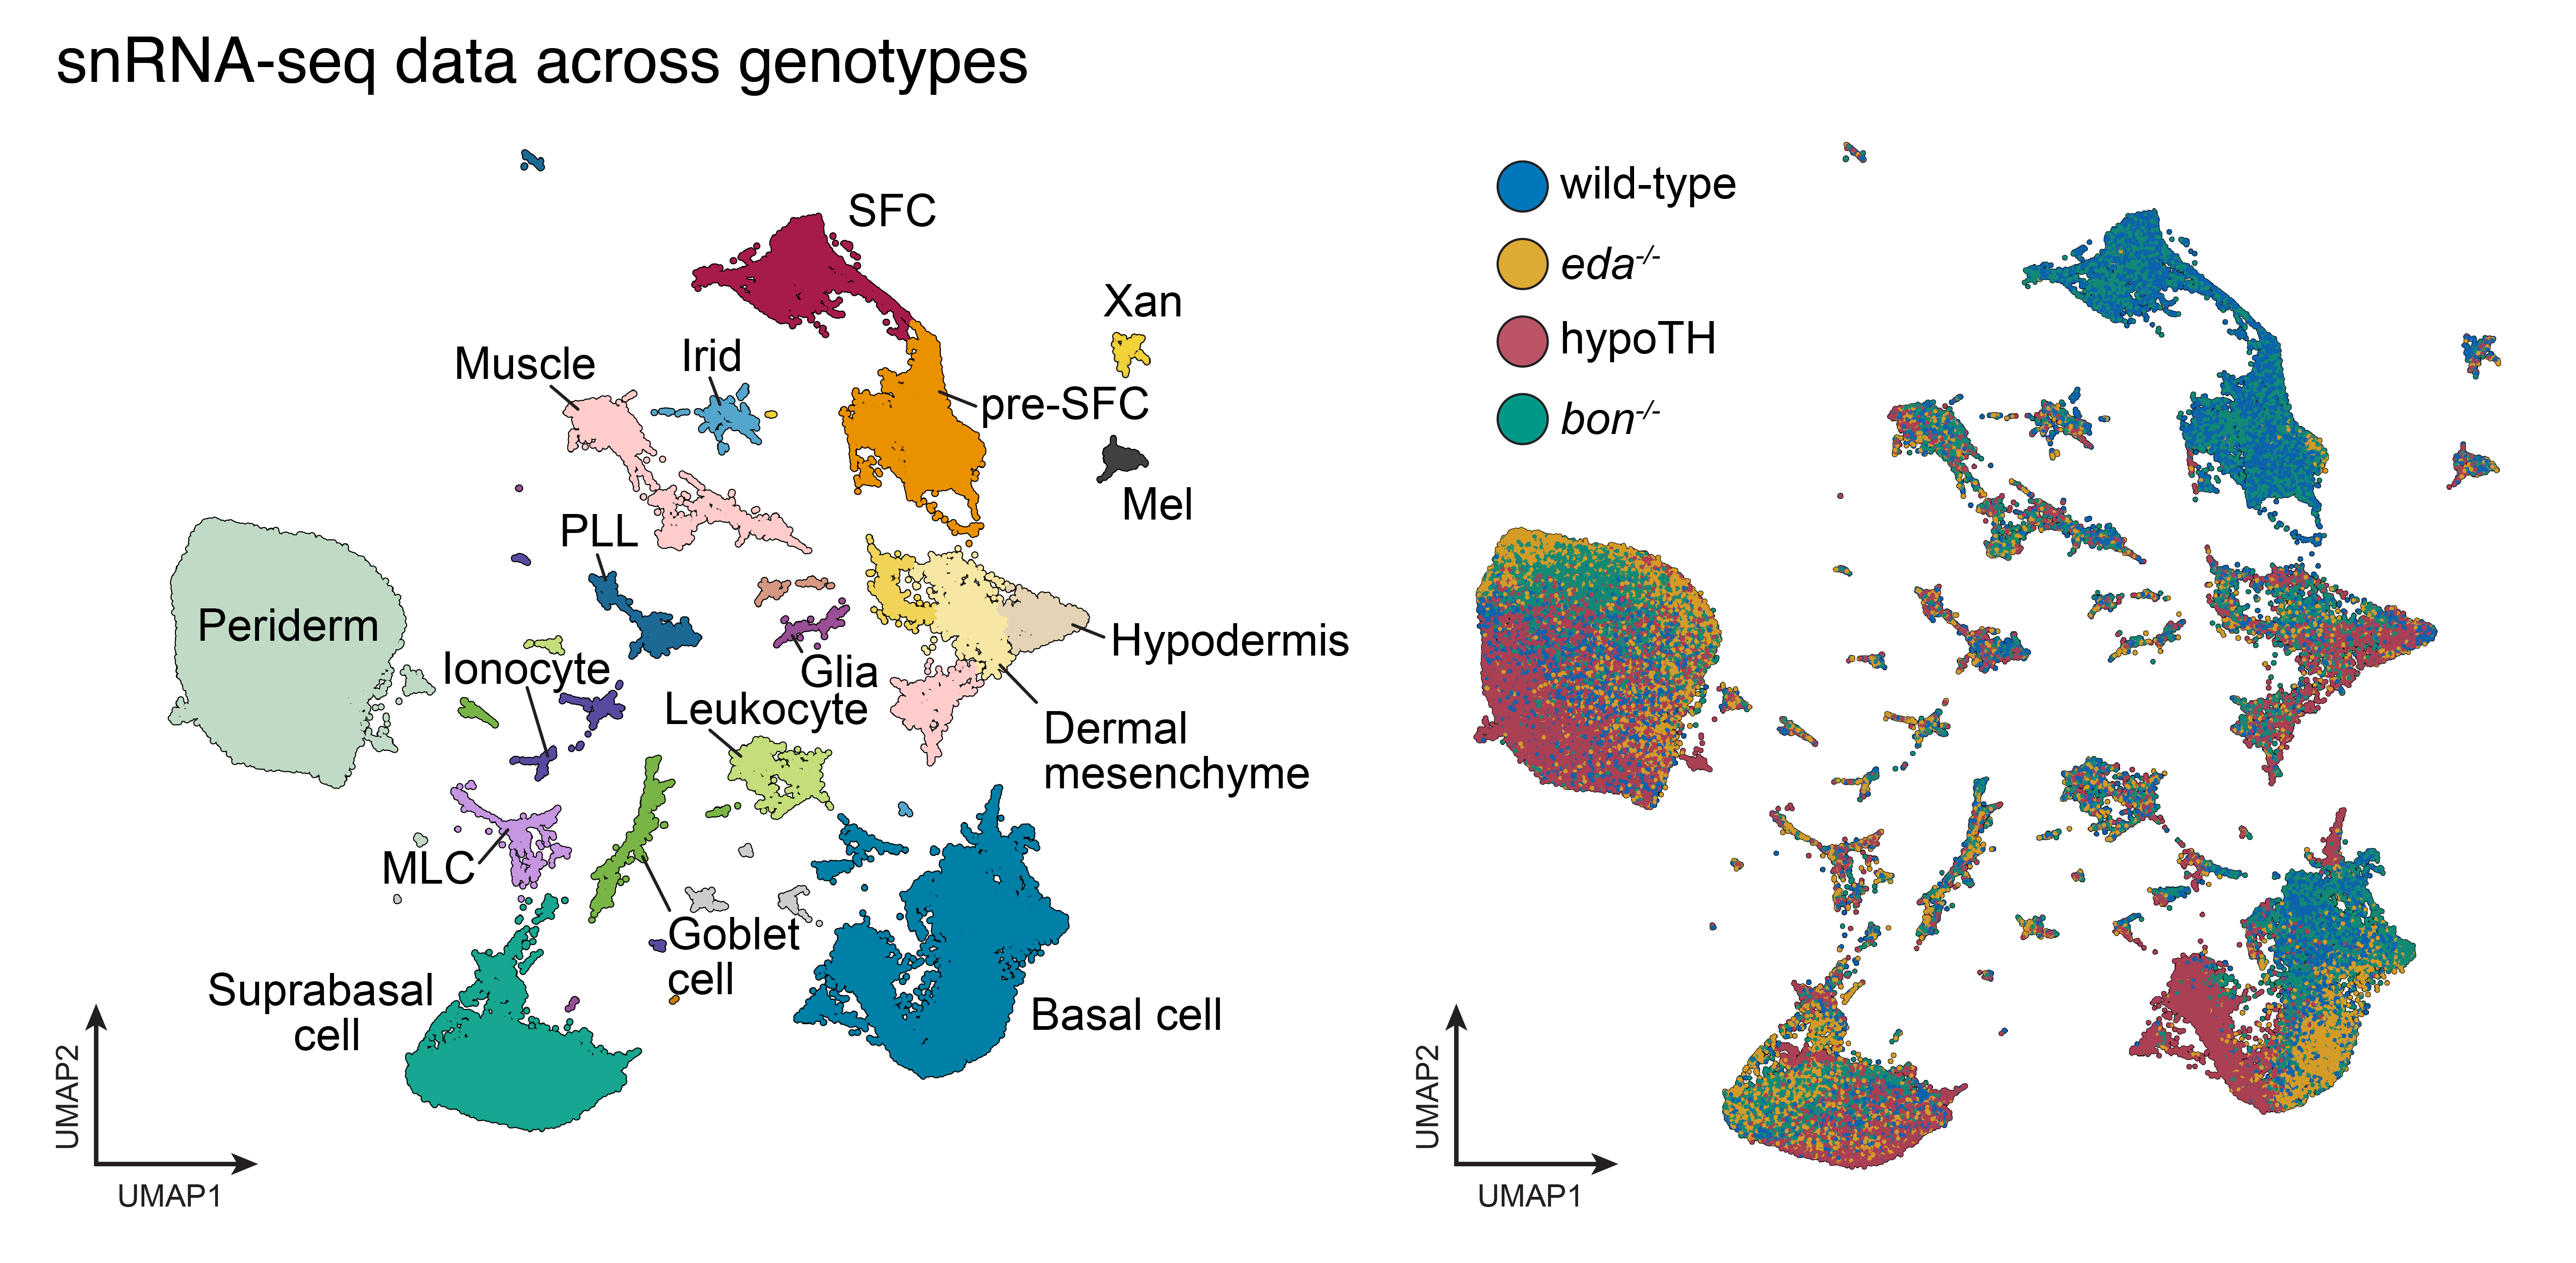 snRNA-seq data across genotypes
SFC
Xan
Muscle
Irid
pre-SFC
Mel
PLL
Periderm
Hypodermis
Ionocyte
Glia
Leukocyte
Dermal
mesenchyme
MLC
Goblet
cell
Suprabasal
cell
Basal cell
UMAP2
UMAP1
wild-type
eda-/-
hypoTH
bon-/-
UMAP2
UMAP1